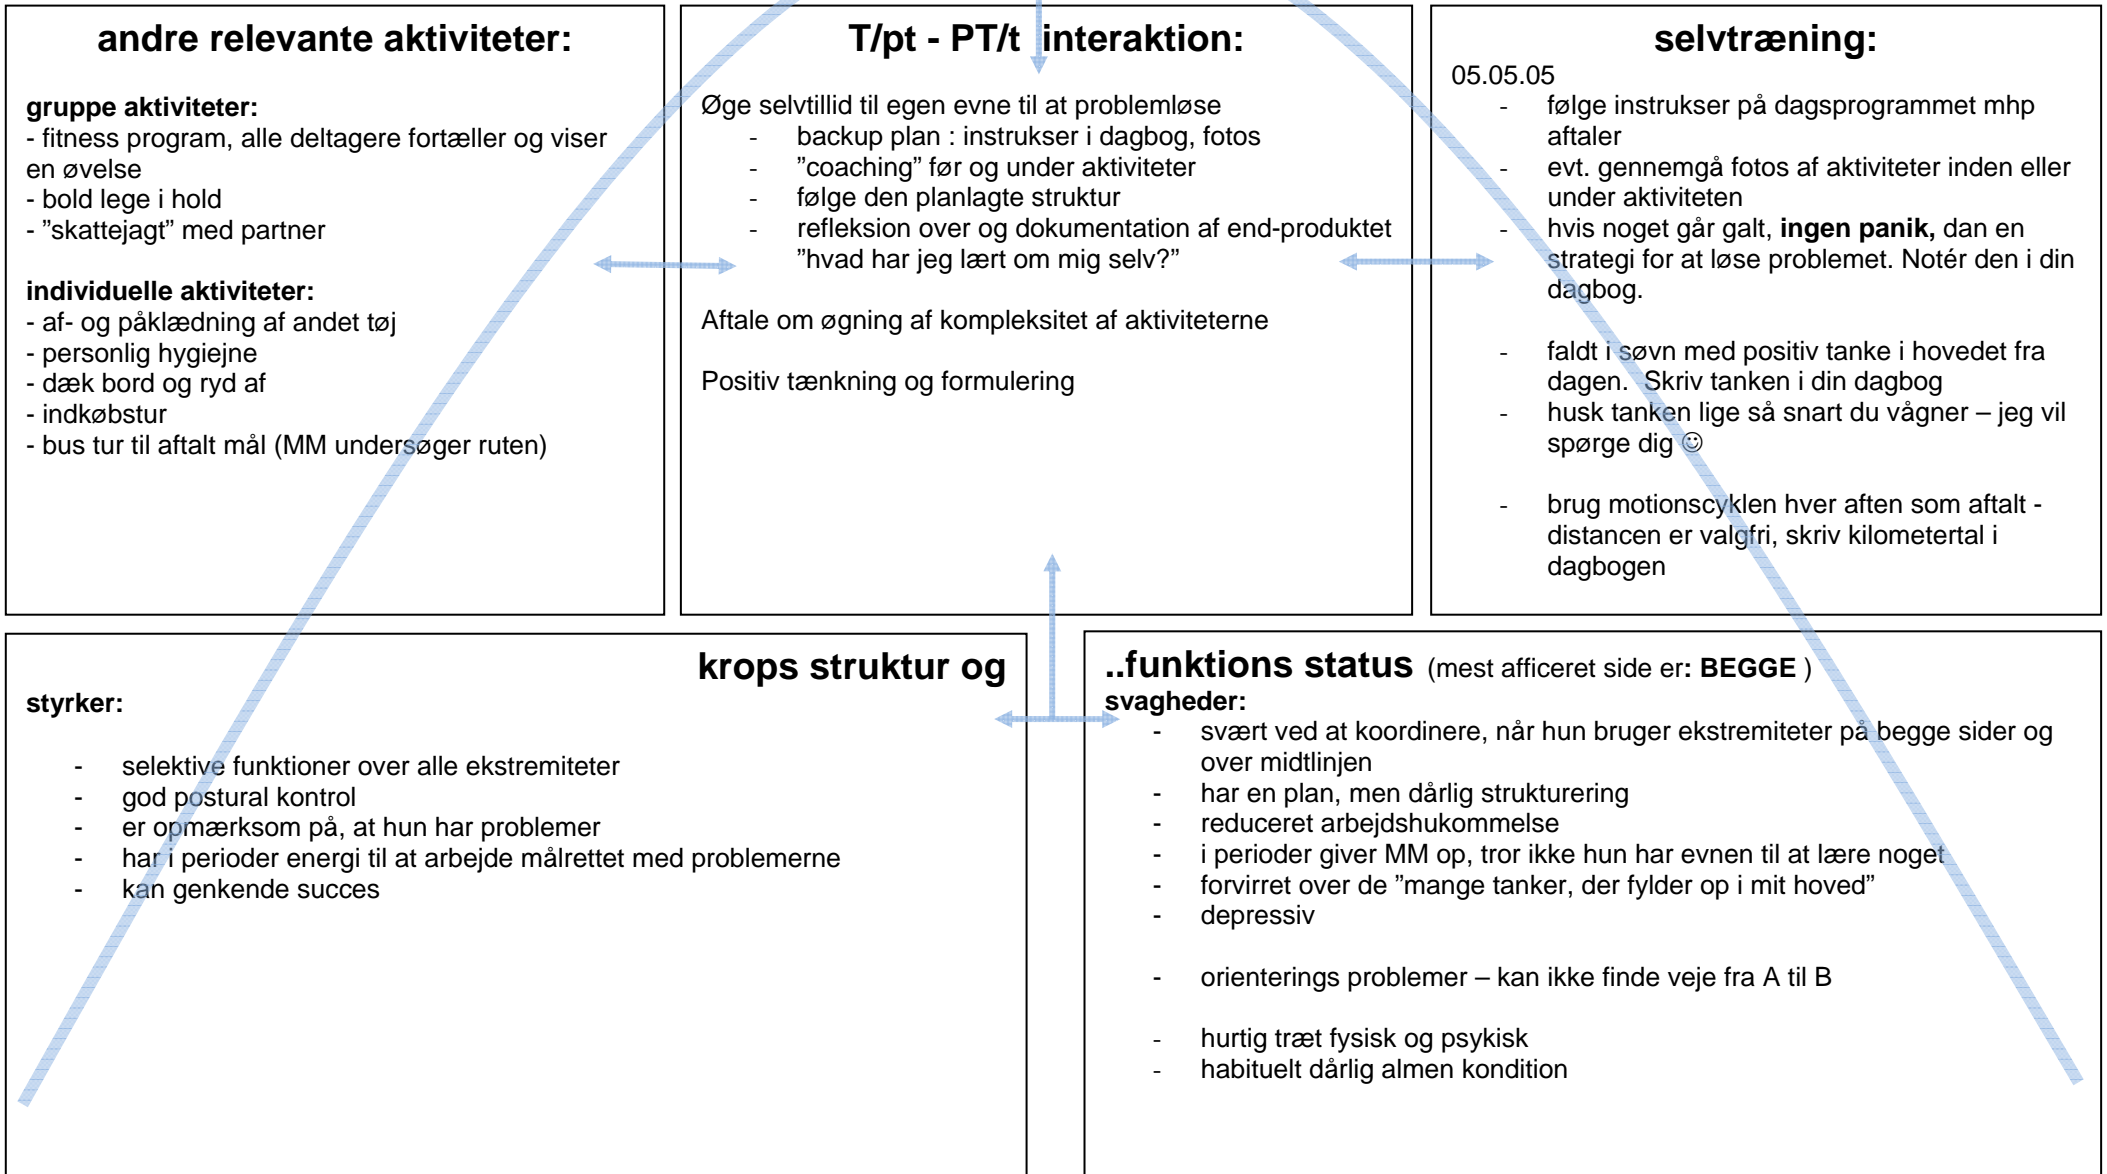 andre relevante aktiviteter:
gruppe aktiviteter:
- fitness program, alle deltagere fortæller og viser
en øvelse
- bold lege i hold
- ”skattejagt” med partner
individuelle aktiviteter:
- af- og påklædning af andet tøj
- personlig hygiejne
- dæk bord og ryd af
- indkøbstur
- bus tur til aftalt mål (MM undersøger ruten)
T/pt - PT/t interaktion:
Øge selvtillid til egen evne til at problemløse
- backup plan : instrukser i dagbog, fotos
- ”coaching” før og under aktiviteter
- følge den planlagte struktur
- refleksion over og dokumentation af end-produktet
”hvad har jeg lært om mig selv?”
Aftale om øgning af kompleksitet af aktiviteterne
Positiv tænkning og formulering
selvtræning:
05.05.05
- følge instrukser på dagsprogrammet mhp
aftaler
- evt. gennemgå fotos af aktiviteter inden eller
under aktiviteten
- hvis noget går galt, ingen panik, dan en
strategi for at løse problemet. Notér den i din
dagbog.
- faldt i søvn med positiv tanke i hovedet fra
dagen. Skriv tanken i din dagbog
- husk tanken lige så snart du vågner – jeg vil
spørge dig ☺
- brug motionscyklen hver aften som aftalt -
distancen er valgfri, skriv kilometertal i
dagbogen
krops struktur og
styrker:
- selektive funktioner over alle ekstremiteter
- god postural kontrol
- er opmærksom på, at hun har problemer
- har i perioder energi til at arbejde målrettet med problemerne
- kan genkende succes
..funktions status (mest afficeret side er: BEGGE )
svagheder:
- svært ved at koordinere, når hun bruger ekstremiteter på begge sider og
over midtlinjen
- har en plan, men dårlig strukturering
- reduceret arbejdshukommelse
- i perioder giver MM op, tror ikke hun har evnen til at lære noget
- forvirret over de ”mange tanker, der fylder op i mit hoved”
- depressiv
- orienterings problemer – kan ikke finde veje fra A til B
- hurtig træt fysisk og psykisk
- habituelt dårlig almen kondition